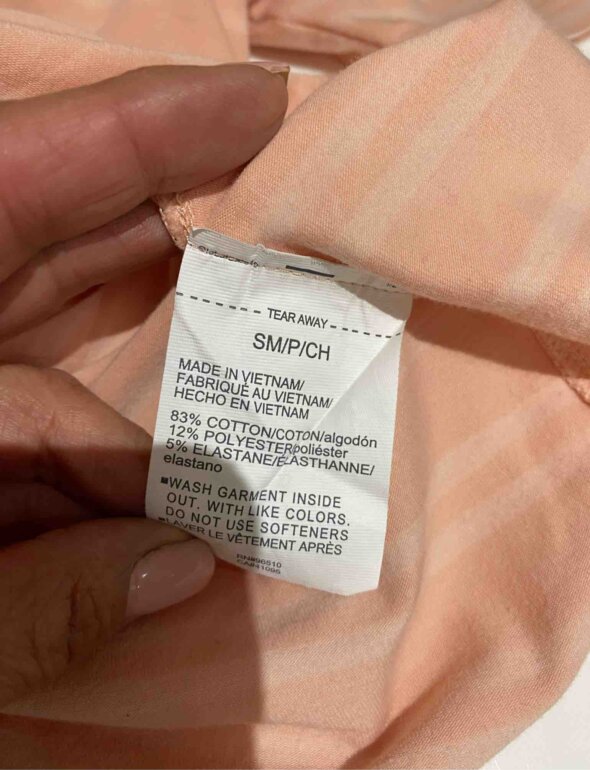 TEAR AWAY
SM/P/CH
MADE IN VIETNAM/
FABRIQUÉ AU VIETNAM/
HECHO EN VIETNAM
83% COTTON/COTON/algodón
12% POLYESTER/poliéster
5% ELASTANE/ÉLASTHANNE/
elastano
▪WASH GARMENT INSIDE
OUT. WITH LIKE COLORS.
DO NOT USE SOFTENERS
▪LAVER LE VÊTEMENT APRÈS
RN#96510